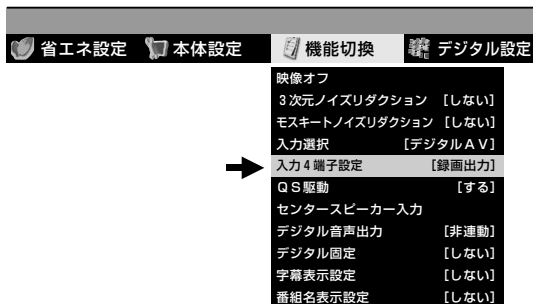 省エネ設定 本体設定 機能切換 デジタル設定
映像オフ
3次元ノイズリダクション [しない]
モスキートノイズリダクション [しない]
入力選択 [デジタルAV]
入力4端子設定 [録画出力]
QS駆動 [する]
センタースピーカー入力
デジタル音声出力 [非連動]
デジタル固定 [しない]
字幕表示設定 [しない]
番組名表示設定 [しない]